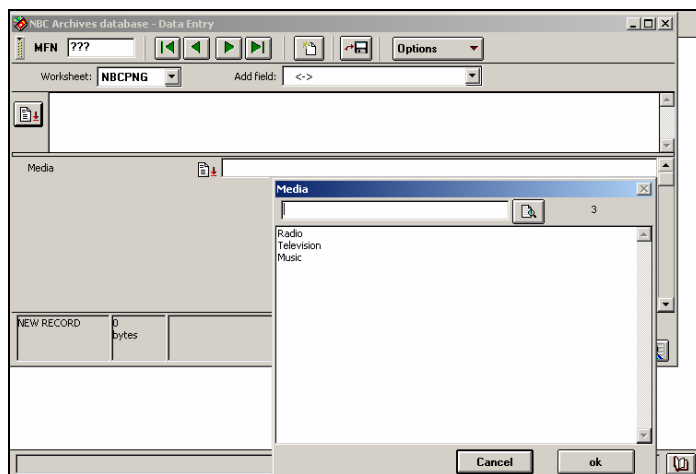 NBC Archives database - Data Entry
MFN ??? Options
Worksheet: NBCPNG Add field: <->
Media
Media
3
Radio
Television
Music
NEW RECORD 0 bytes
Cancel ok